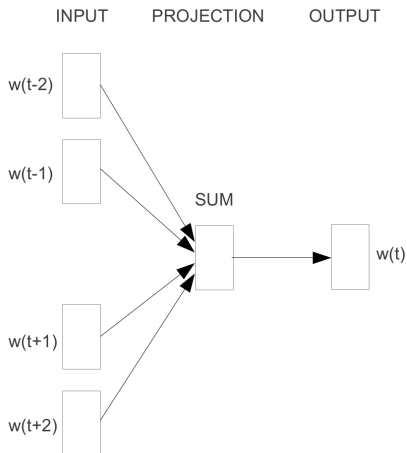 INPUT PROJECTION OUTPUT
w(t-2)
w(t-1)
SUM
w(t)
w(t+1)
w(t+2)